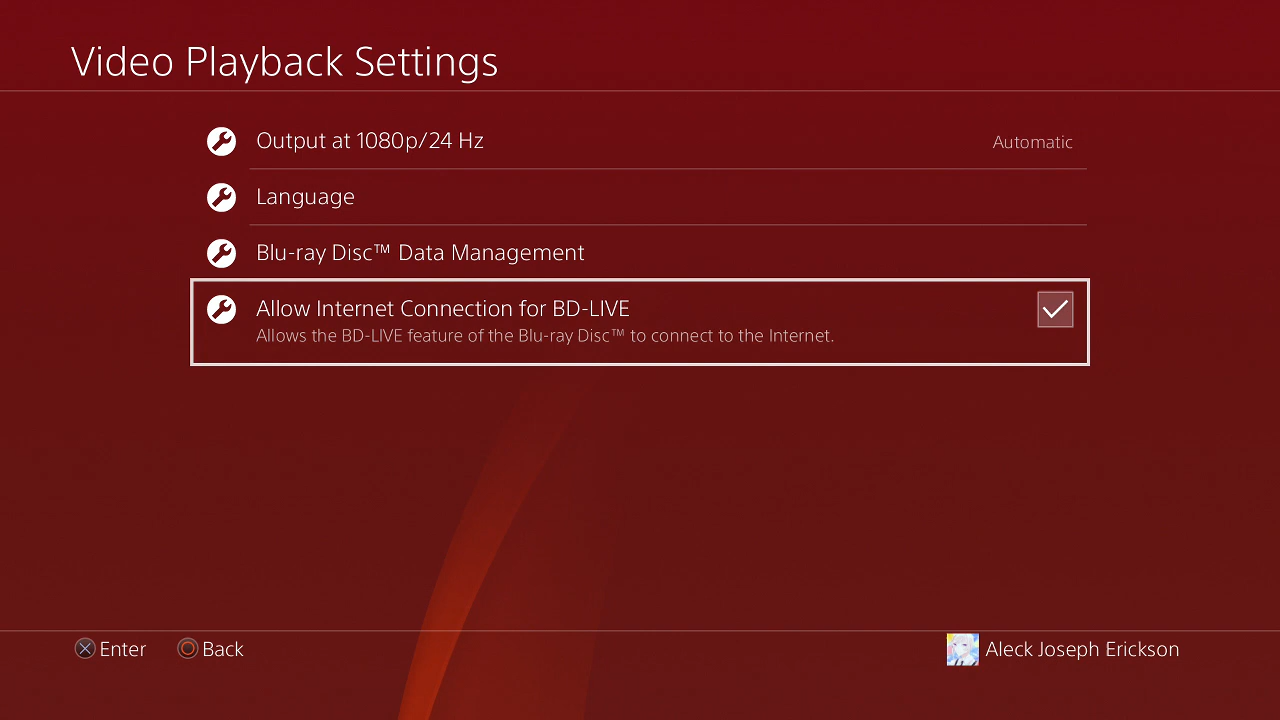 Video Playback Settings
Output at 1080p/24 Hz Automatic
Language
Blu-ray Disc™ Data Management
Allow Internet Connection for BD-LIVE
Allows the BD-LIVE feature of the Blu-ray Disc™ to connect to the Internet.
Enter Back Aleck Joseph Erickson